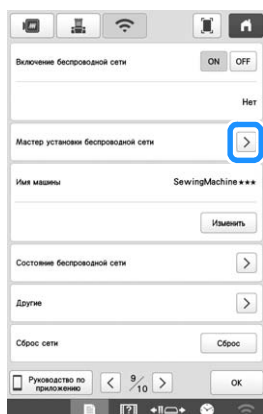 Включение беспроводной сети ON OFF
Нет
Мастер установки беспроводной сети
Имя машины SewingMachine★★★
Изменить
Состояние беспроводной сети
Другие
Сброс сети Сброс
Руководство по приложению 9/10 OK